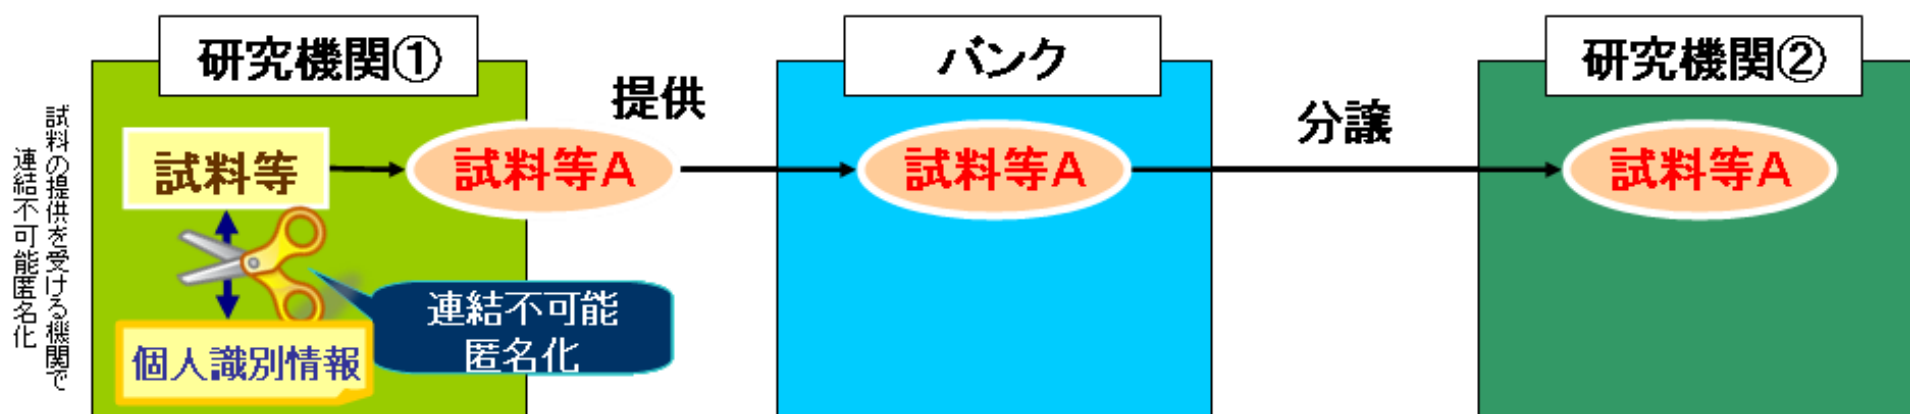 試料の提供を受ける機関で
連結不可能匿名化
研究機関①
試料等
試料等A
個人識別情報
連結不可能
匿名化
提供
バンク
試料等A
分譲
研究機関②
試料等A